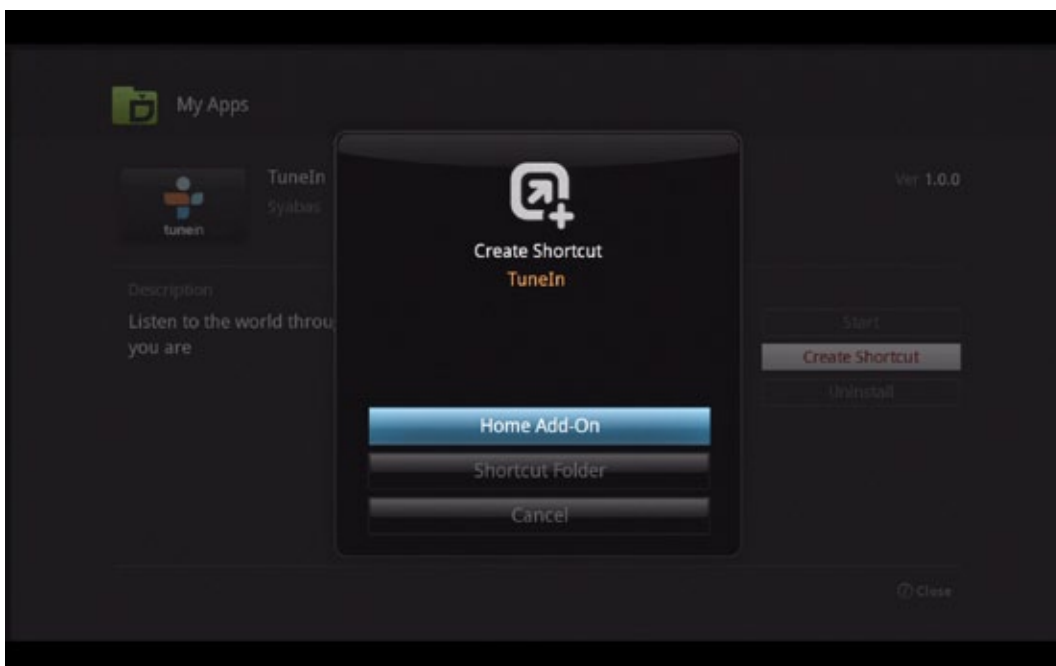 My Apps
TuneIn
Syabas
Ver 1.0.0
tunein
Create Shortcut
TuneIn
Description
Listen to the world throu
you are
Start
Create Shortcut
Uninstall
Home Add-On
Shortcut Folder
Cancel
Close